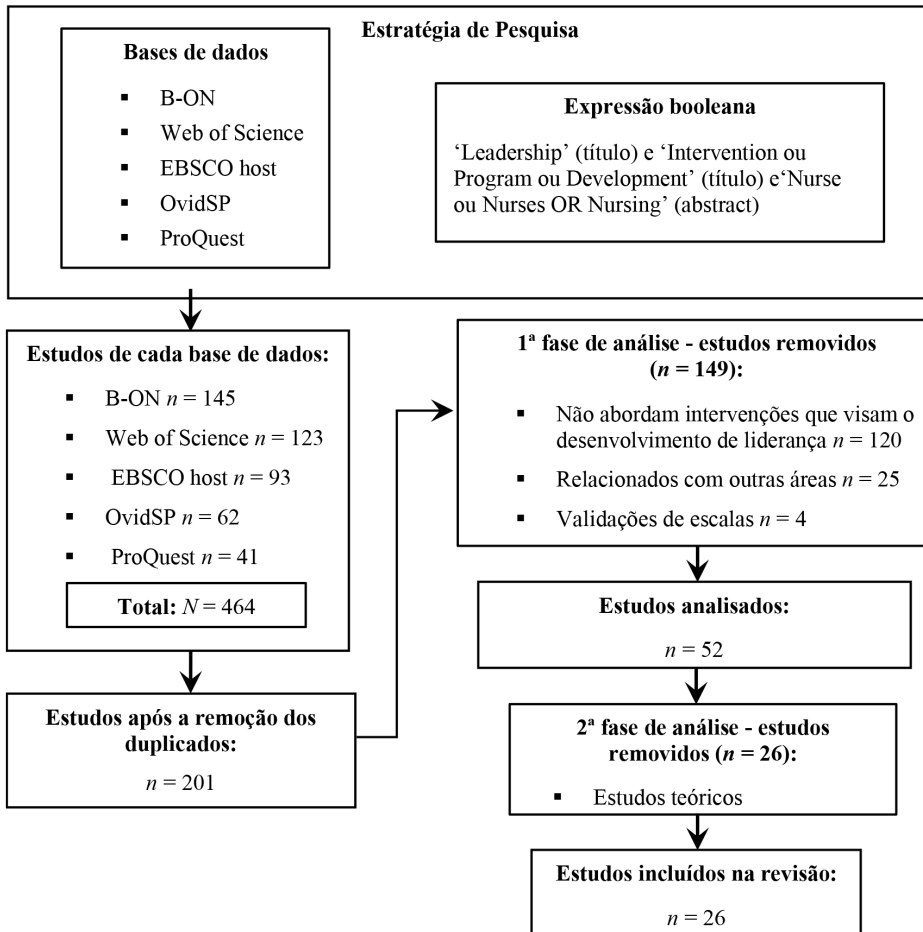 Estratégia de Pesquisa
Bases de dados
▪ B-ON
▪ Web of Science
▪ EBSCO host
▪ OvidSP
▪ ProQuest
Expressão booleana
‘Leadership’ (título) e ‘Intervention ou
Program ou Development’ (título) e‘Nurse
ou Nurses OR Nursing’ (abstract)
Estudos de cada base de dados:
▪ B-ON n = 145
▪ Web of Science n = 123
▪ EBSCO host n = 93
▪ OvidSP n = 62
▪ ProQuest n = 41
Total: N = 464
Estudos após a remoção dos
duplicados:
n = 201
1ª fase de análise - estudos removidos
(n = 149):
▪ Não abordam intervenções que visam o
desenvolvimento de liderança n = 120
▪ Relacionados com outras áreas n = 25
▪ Validações de escalas n = 4
Estudos analisados:
n = 52
2ª fase de análise - estudos
removidos (n = 26):
▪ Estudos teóricos
Estudos incluídos na revisão:
n = 26